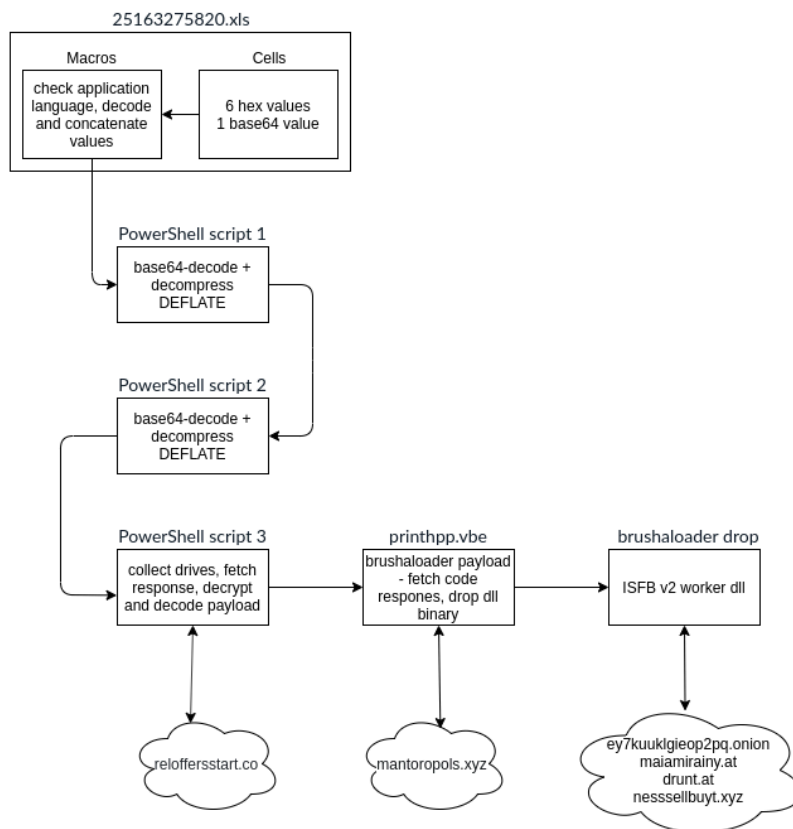 25163275820.xls
Macros
Cells
check application
language, decode
and concatenate
values
6 hex values
1 base64 value
PowerShell script 1
base64-decode +
decompress
DEFLATE
PowerShell script 2
base64-decode +
decompress
DEFLATE
PowerShell script 3
collect drives, fetch
response, decrypt
and decode payload
printhpp.vbe
brushaloader payload
- fetch code
respones, drop dll
binary
brushaloader drop
ISFB v2 worker dll
reloffersstart.co
mantoropols.xyz
ey7kuuklgieop2pq.onion
maiamirainy.at
drunt.at
nesssellbuyt.xyz